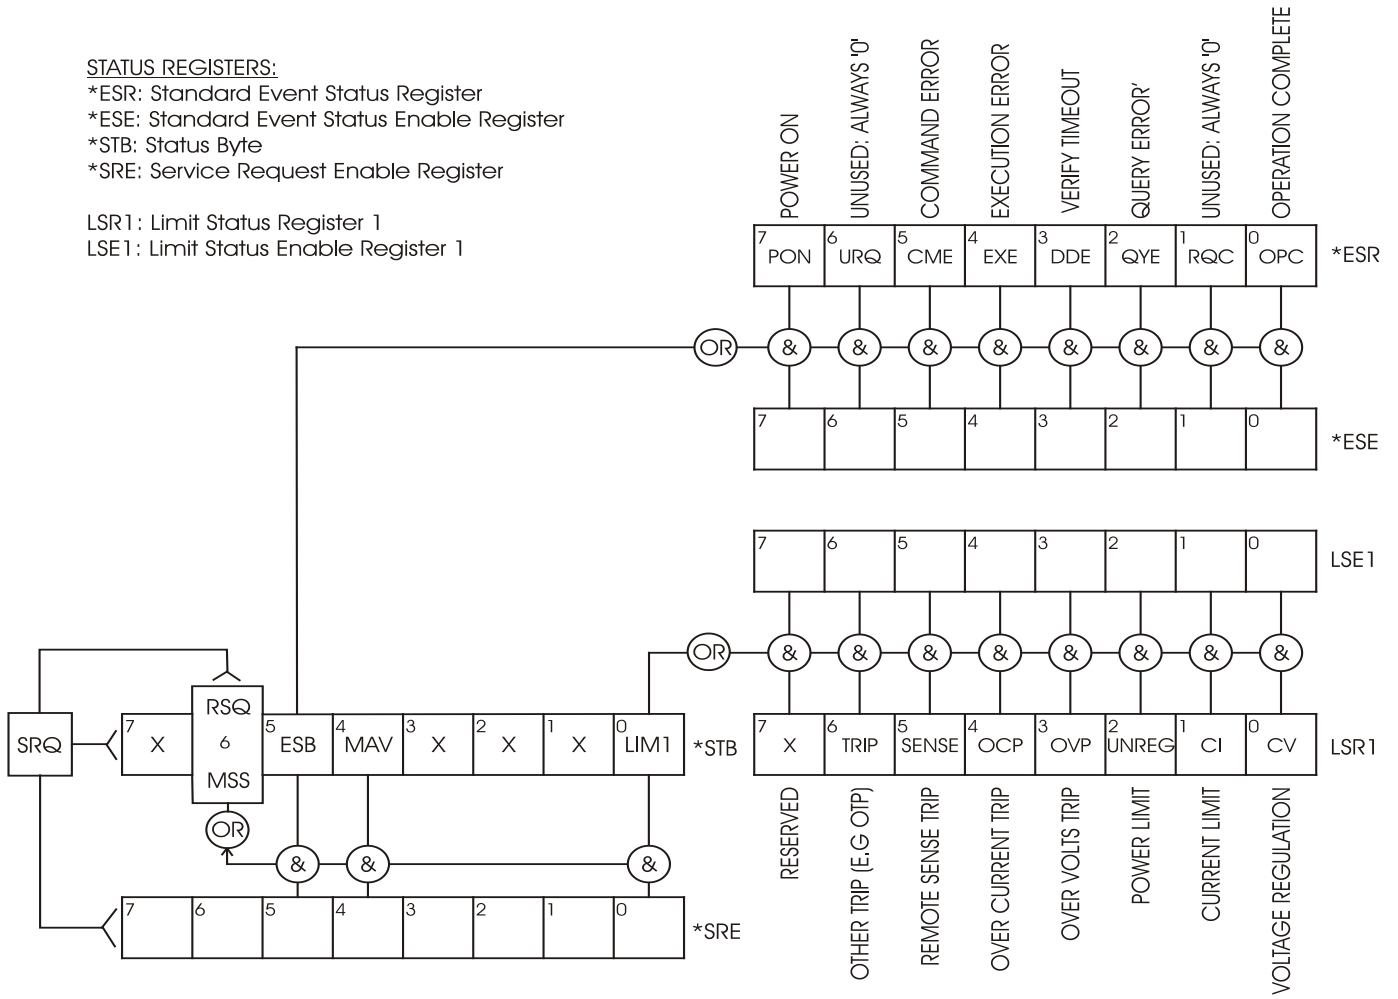 STATUS REGISTERS:
*ESR: Standard Event Status Register
*ESE: Standard Event Status Enable Register
*STB: Status Byte
*SRE: Service Request Enable Register
LSR1: Limit Status Register 1
LSE1: Limit Status Enable Register 1
POWER ON
UNUSED: ALWAYS '0'
COMMAND ERROR
EXECUTION ERROR
VERIFY TIMEOUT
QUERY ERROR'
UNUSED: ALWAYS '0'
OPERATION COMPLETE
7 6 5 4 3 2 1 0
PON URQ CME EXE DDE QYE RQC OPC *ESR
OR & & & & & & & &
7 6 5 4 3 2 1 0 *ESE
7 6 5 4 3 2 1 0 LSE1
OR & & & & & & & &
SRQ
7 X
RSQ 6 MSS
5 ESB
4 MAV
3 X
2 X
1 X
0 LIM1
*STB
7 6 5 4 3 2 1 0
X TRIP SENSE OCP OVP UNREG CI CV LSR1
OR
& & &
7 6 5 4 3 2 1 0 *SRE
RESERVED
OTHER TRIP (E.G OTP)
REMOTE SENSE TRIP
OVER CURRENT TRIP
OVER VOLTS TRIP
POWER LIMIT
CURRENT LIMIT
VOLTAGE REGULATION